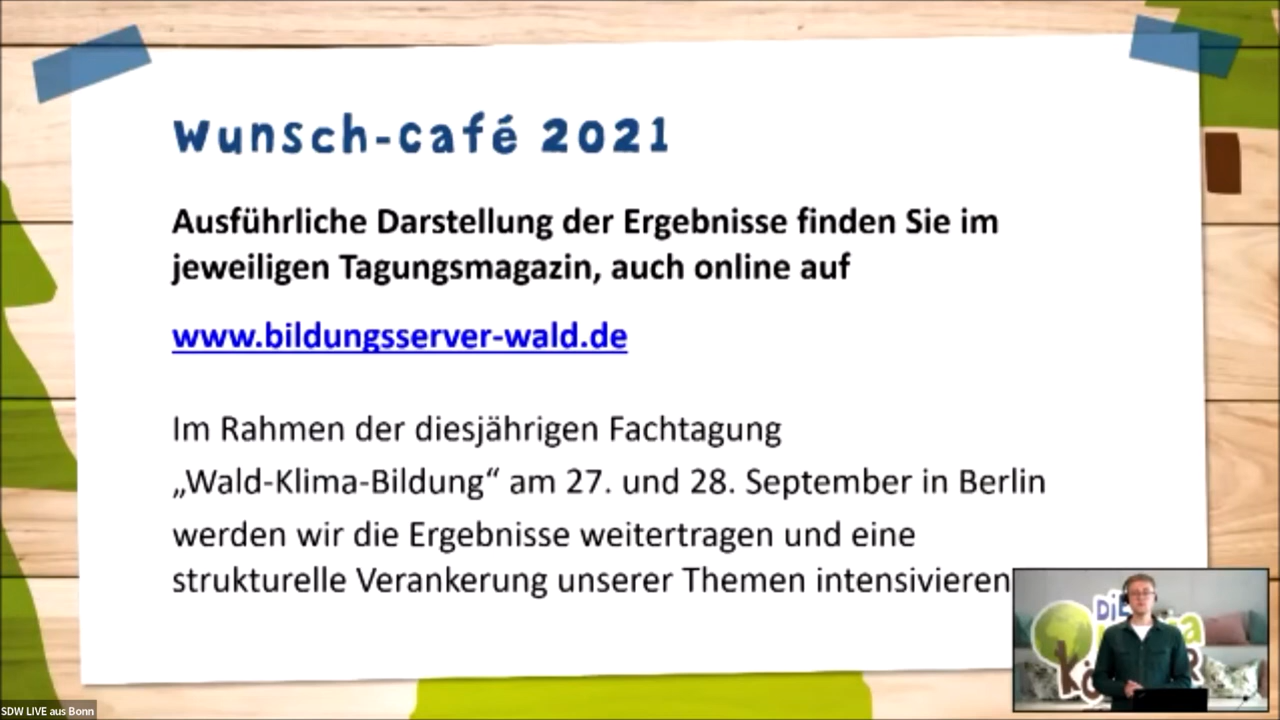 Wunsch-café 2021
Ausführliche Darstellung der Ergebnisse finden Sie im
jeweiligen Tagungsmagazin, auch online auf
www.bildungsserver-wald.de
Im Rahmen der diesjährigen Fachtagung
„Wald-Klima-Bildung“ am 27. und 28. September in Berlin
werden wir die Ergebnisse weitertragen und eine
strukturelle Verankerung unserer Themen intensivieren
DiE
SDW LIVE aus Bonn